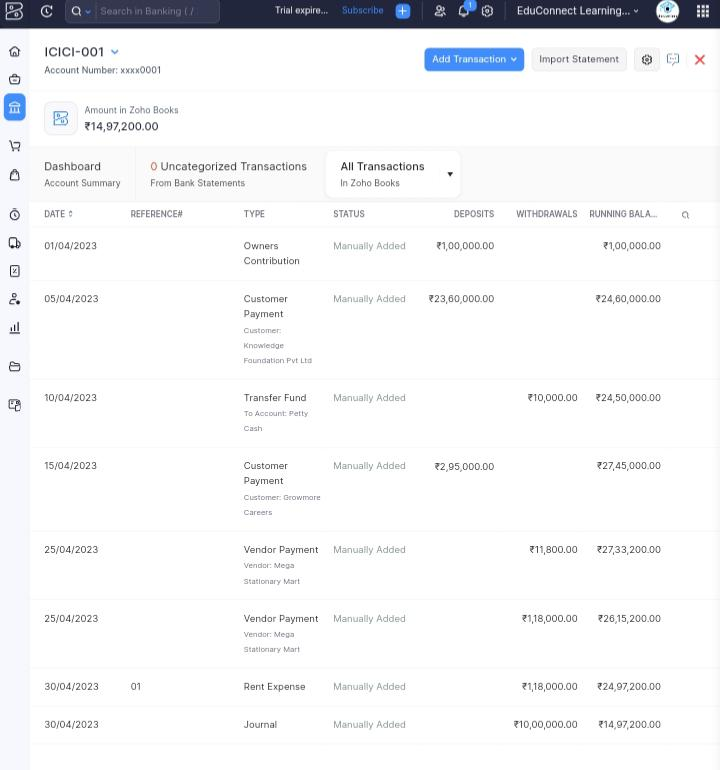 Search in Banking ( /
Trial expire...
Subscribe
1
EduConnect Learning...
ICICI-001
Account Number: xxxx0001
Add Transaction
Import Statement
Amount in Zoho Books
₹14,97,200.00
Dashboard
Account Summary
0 Uncategorized Transactions
From Bank Statements
All Transactions
In Zoho Books
DATE REFERENCE# TYPE STATUS DEPOSITS WITHDRAWALS RUNNING BALA...
01/04/2023 Owners Manually Added ₹1,00,000.00 ₹1,00,000.00
Contribution
05/04/2023 Customer Manually Added ₹23,60,000.00 ₹24,60,000.00
Payment
Customer:
Knowledge
Foundation Pvt Ltd
10/04/2023 Transfer Fund Manually Added ₹10,000.00 ₹24,50,000.00
To Account: Petty
Cash
15/04/2023 Customer Manually Added ₹2,95,000.00 ₹27,45,000.00
Payment
Customer: Growmore
Careers
25/04/2023 Vendor Payment Manually Added ₹11,800.00 ₹27,33,200.00
Vendor: Mega
Stationary Mart
25/04/2023 Vendor Payment Manually Added ₹1,18,000.00 ₹26,15,200.00
Vendor: Mega
Stationary Mart
30/04/2023 01 Rent Expense Manually Added ₹1,18,000.00 ₹24,97,200.00
30/04/2023 Journal Manually Added ₹10,00,000.00 ₹14,97,200.00